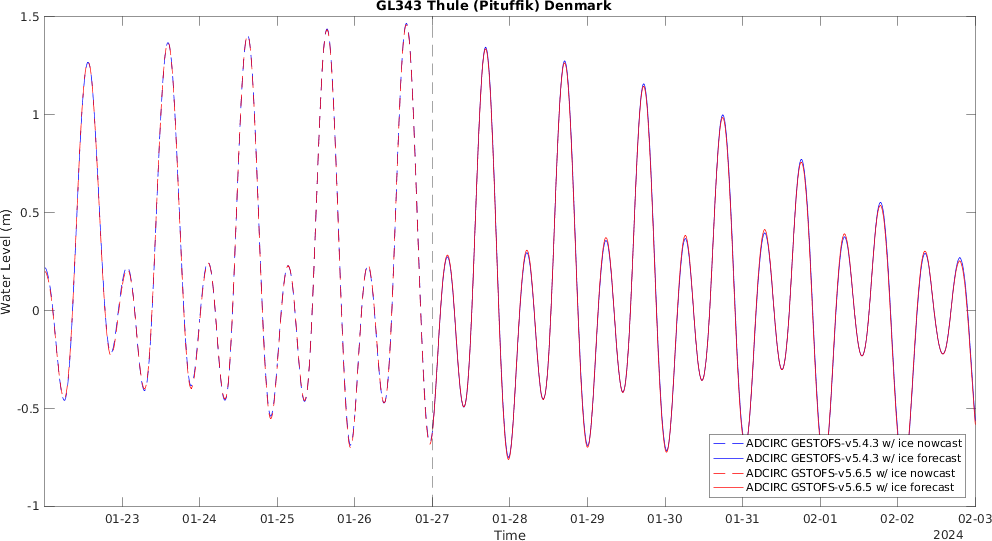 GL343 Thule (Pituffik) Denmark
1.5
1
0.5
0
-0.5
-1
Water Level (m)
01-23 01-24 01-25 01-26 01-27 01-28 01-29 01-30 01-31 02-01 02-02 02-03
Time
2024
ADCIRC GESTOFS-v5.4.3 w/ ice nowcast
ADCIRC GESTOFS-v5.4.3 w/ ice forecast
ADCIRC GSTOFS-v5.6.5 w/ ice nowcast
ADCIRC GSTOFS-v5.6.5 w/ ice forecast